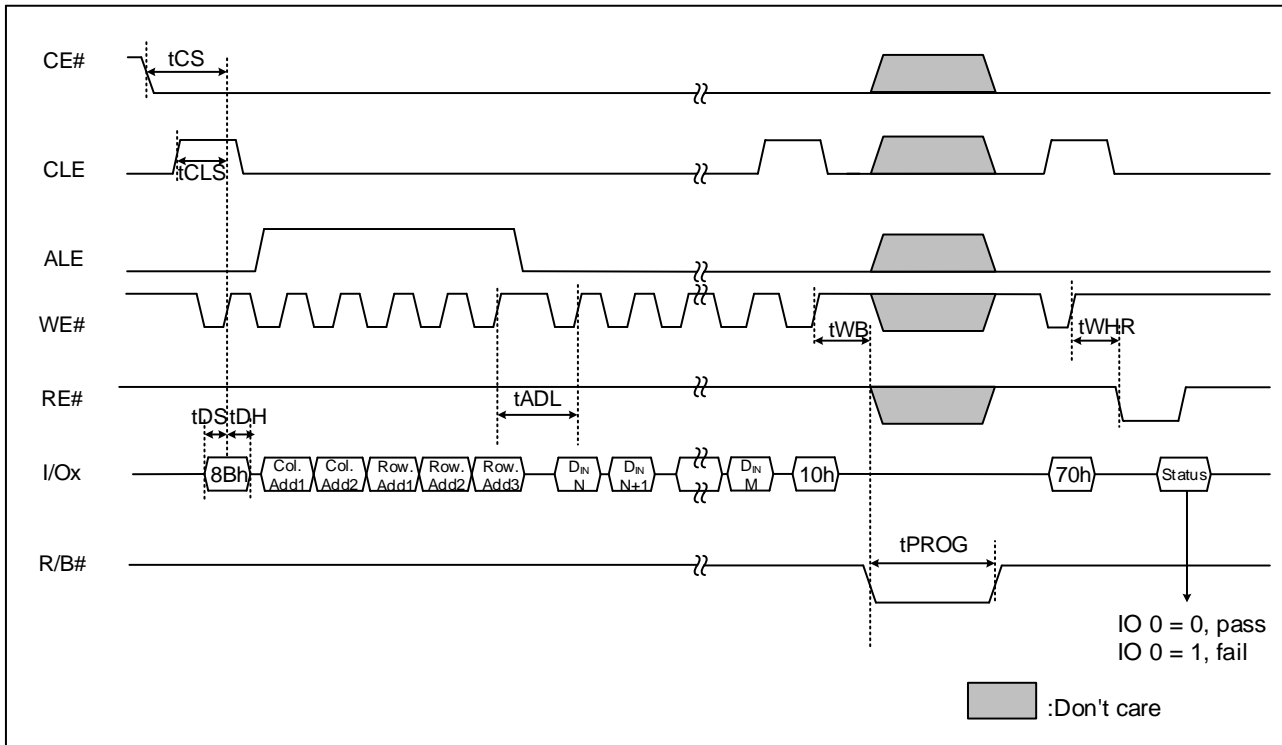 CE#
tCS
CLE
tCLS
ALE
WE#
tWB
tWHR
RE#
tADL
tDS
tDH
I/Ox
8Bh
Col.
Add1
Col.
Add2
Row.
Add1
Row.
Add2
Row.
Add3
DIN
N
DIN
N+1
DIN
M
10h
70h
Status
R/B#
tPROG
IO 0 = 0, pass
IO 0 = 1, fail
:Don't care